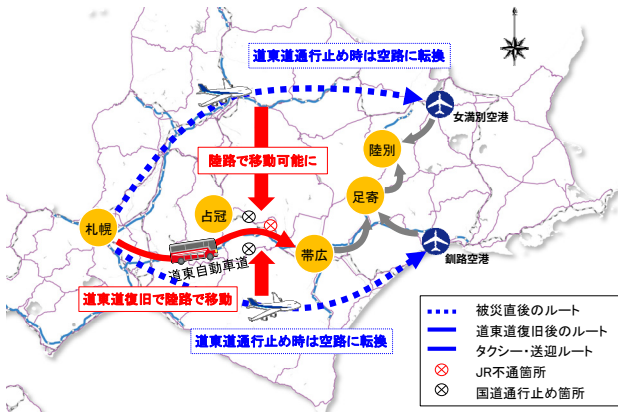 道東道通行止め時は空路に転換
女満別空港
陸別
陸路で移動可能に
足寄
占冠
札幌
帯広
釧路空港
道東自動車道
道東道復旧で陸路で移動
道東道通行止め時は空路に転換
被災直後のルート
道東道復旧後のルート
タクシー・送迎ルート
JR不通箇所
国道通行止め箇所